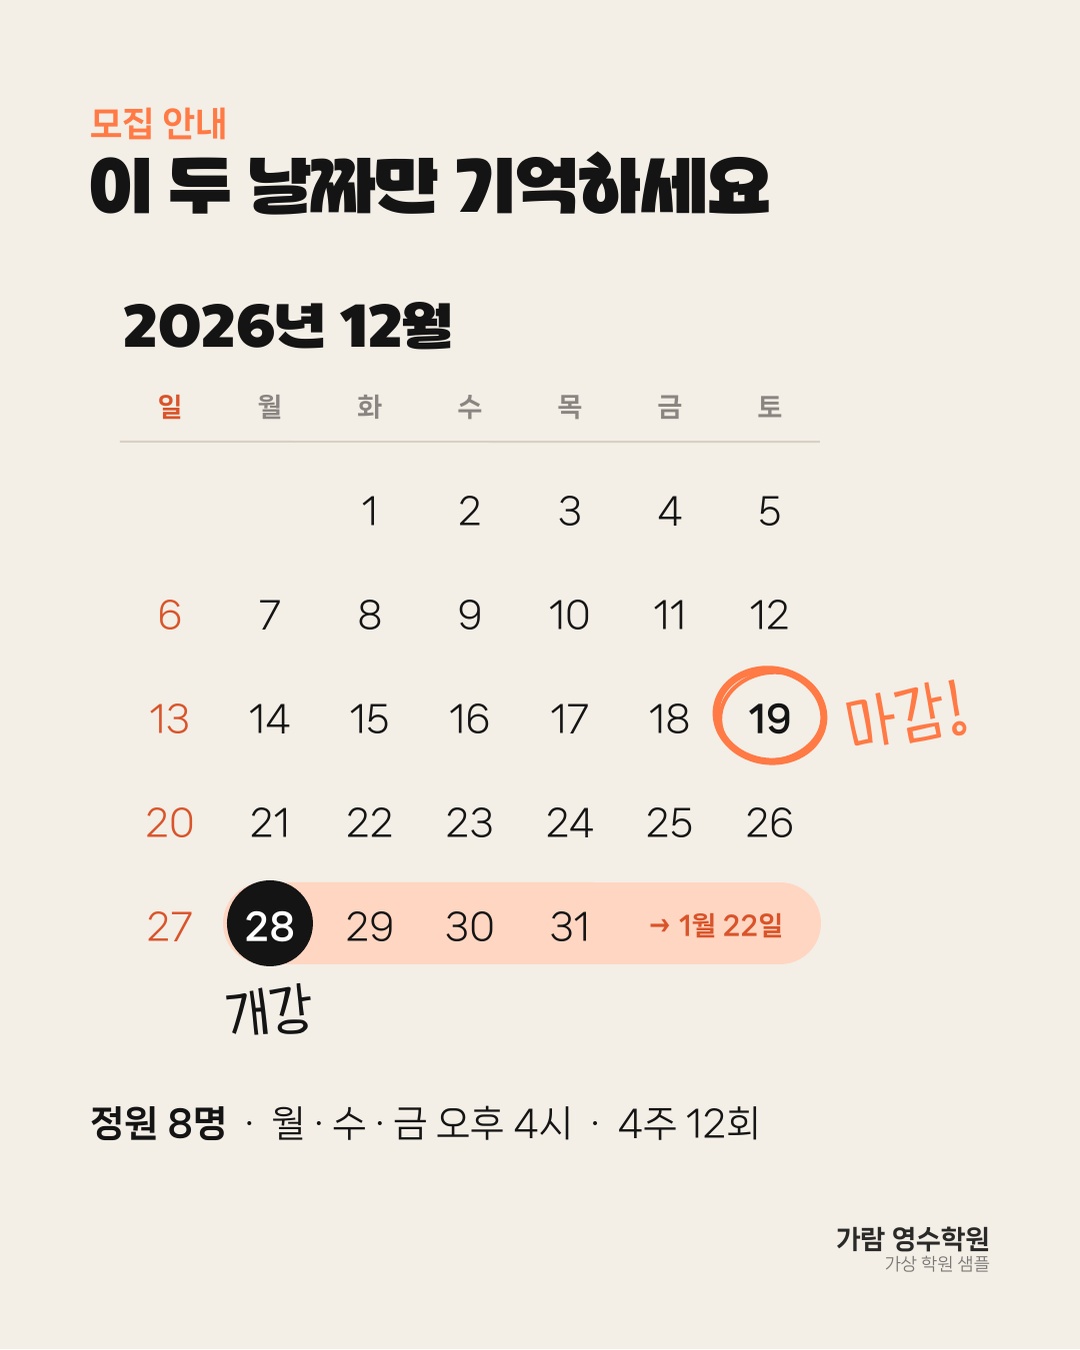 모집 안내
이 두 날짜만 기억하세요
2026년 12월
일 월 화 수 목 금 토
1 2 3 4 5
6 7 8 9 10 11 12
13 14 15 16 17 18 19 마감!
20 21 22 23 24 25 26
27 28 29 30 31 → 1월 22일
개강
정원 8명 · 월 · 수 · 금 오후 4시 · 4주 12회
가람 영수학원
가상 학원 샘플